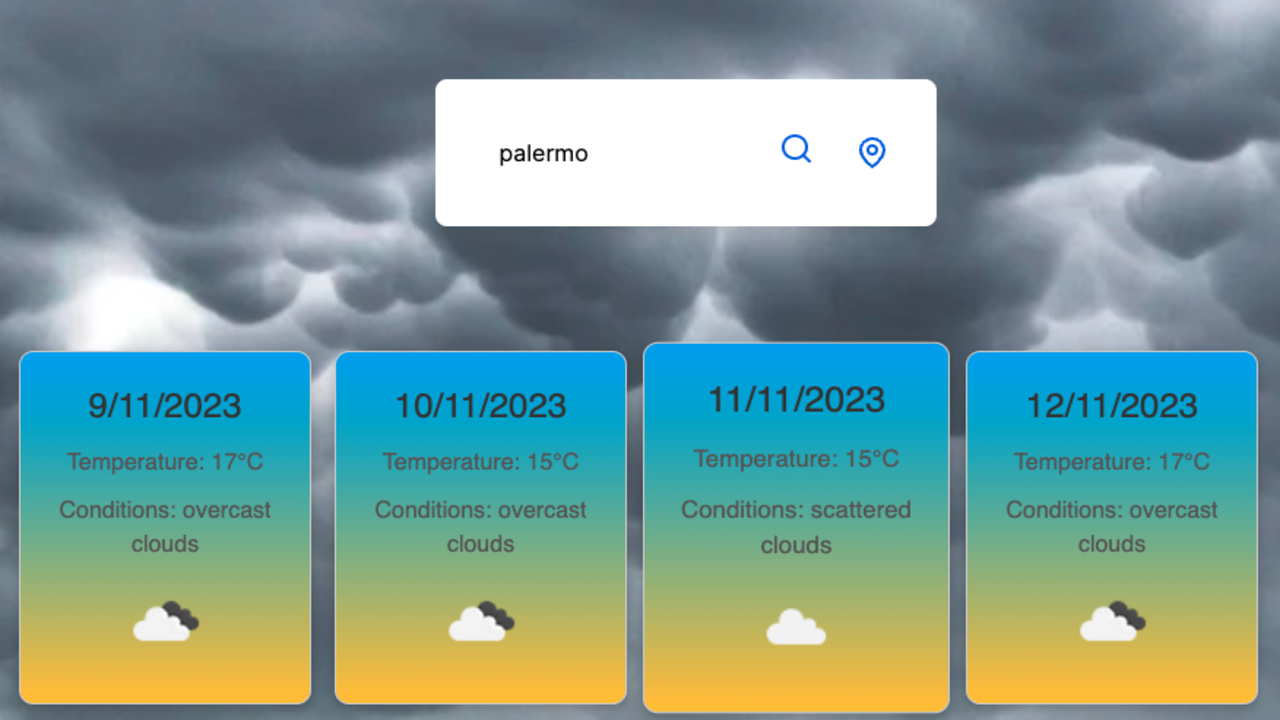 palermo
9/11/2023
Temperature: 17°C
Conditions: overcast
clouds
10/11/2023
Temperature: 15°C
Conditions: overcast
clouds
11/11/2023
Temperature: 15°C
Conditions: scattered
clouds
12/11/2023
Temperature: 17°C
Conditions: overcast
clouds